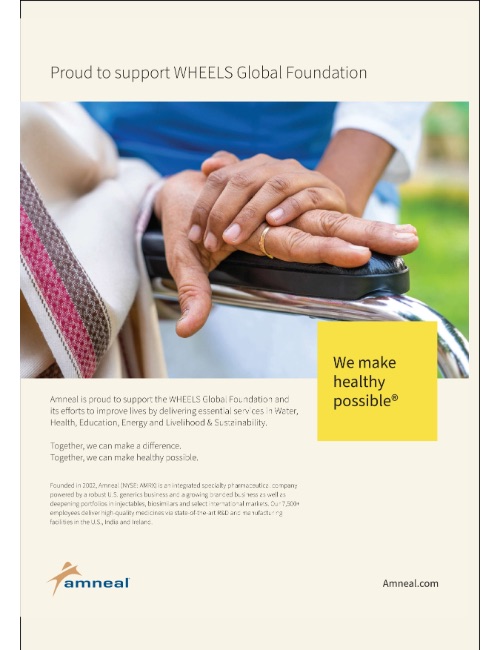 Proud to support WHEELS Global Foundation
We make
healthy
possible®
Amneal is proud to support the WHEELS Global Foundation and
its efforts to improve lives by delivering essential services in Water,
Health, Education, Energy and Livelihood & Sustainability.
Together, we can make a difference.
Together, we can make healthy possible.
Founded in 2002, Amneal (NYSE: AMRX) is an integrated specialty pharmaceutical company
powered by a robust U.S. generics business and a growing branded business as well as
deepening portfolios in injectables, biosimilars and select international markets. Our 7,500+
employees deliver high-quality medicines via state-of-the-art R&D and manufacturing
facilities in the U.S., India and Ireland.
amneal
Amneal.com